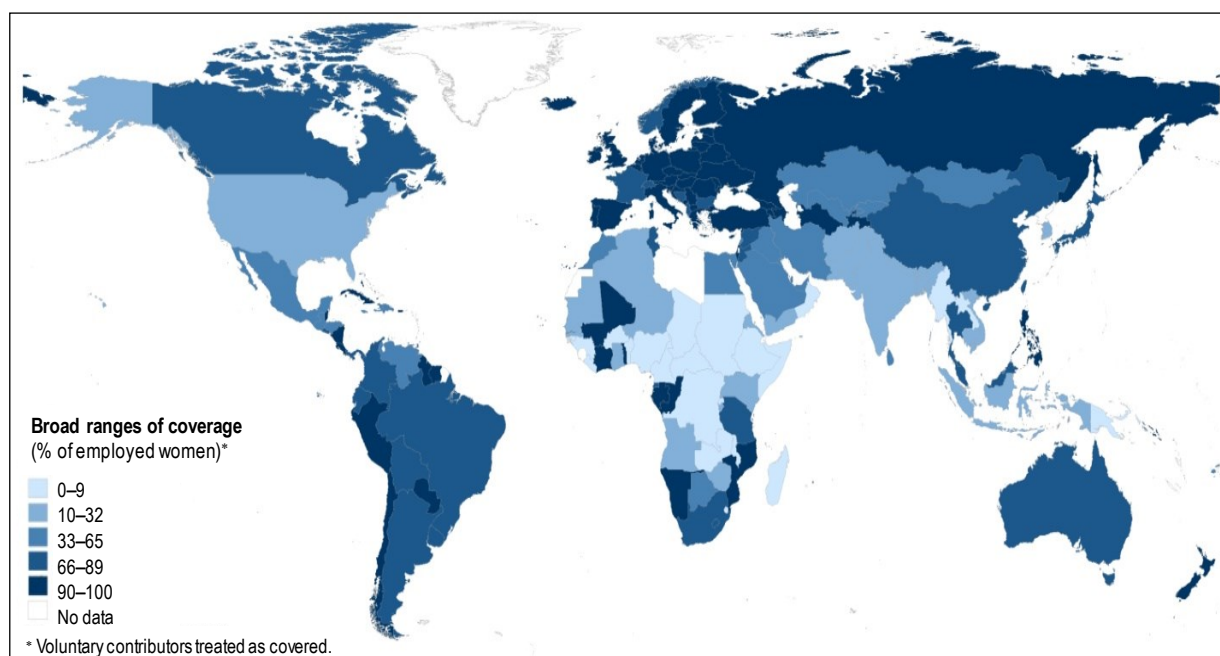 Broad ranges of coverage
(% of employed women)*
0–9
10–32
33–65
66–89
90–100
No data
* Voluntary contributors treated as covered.